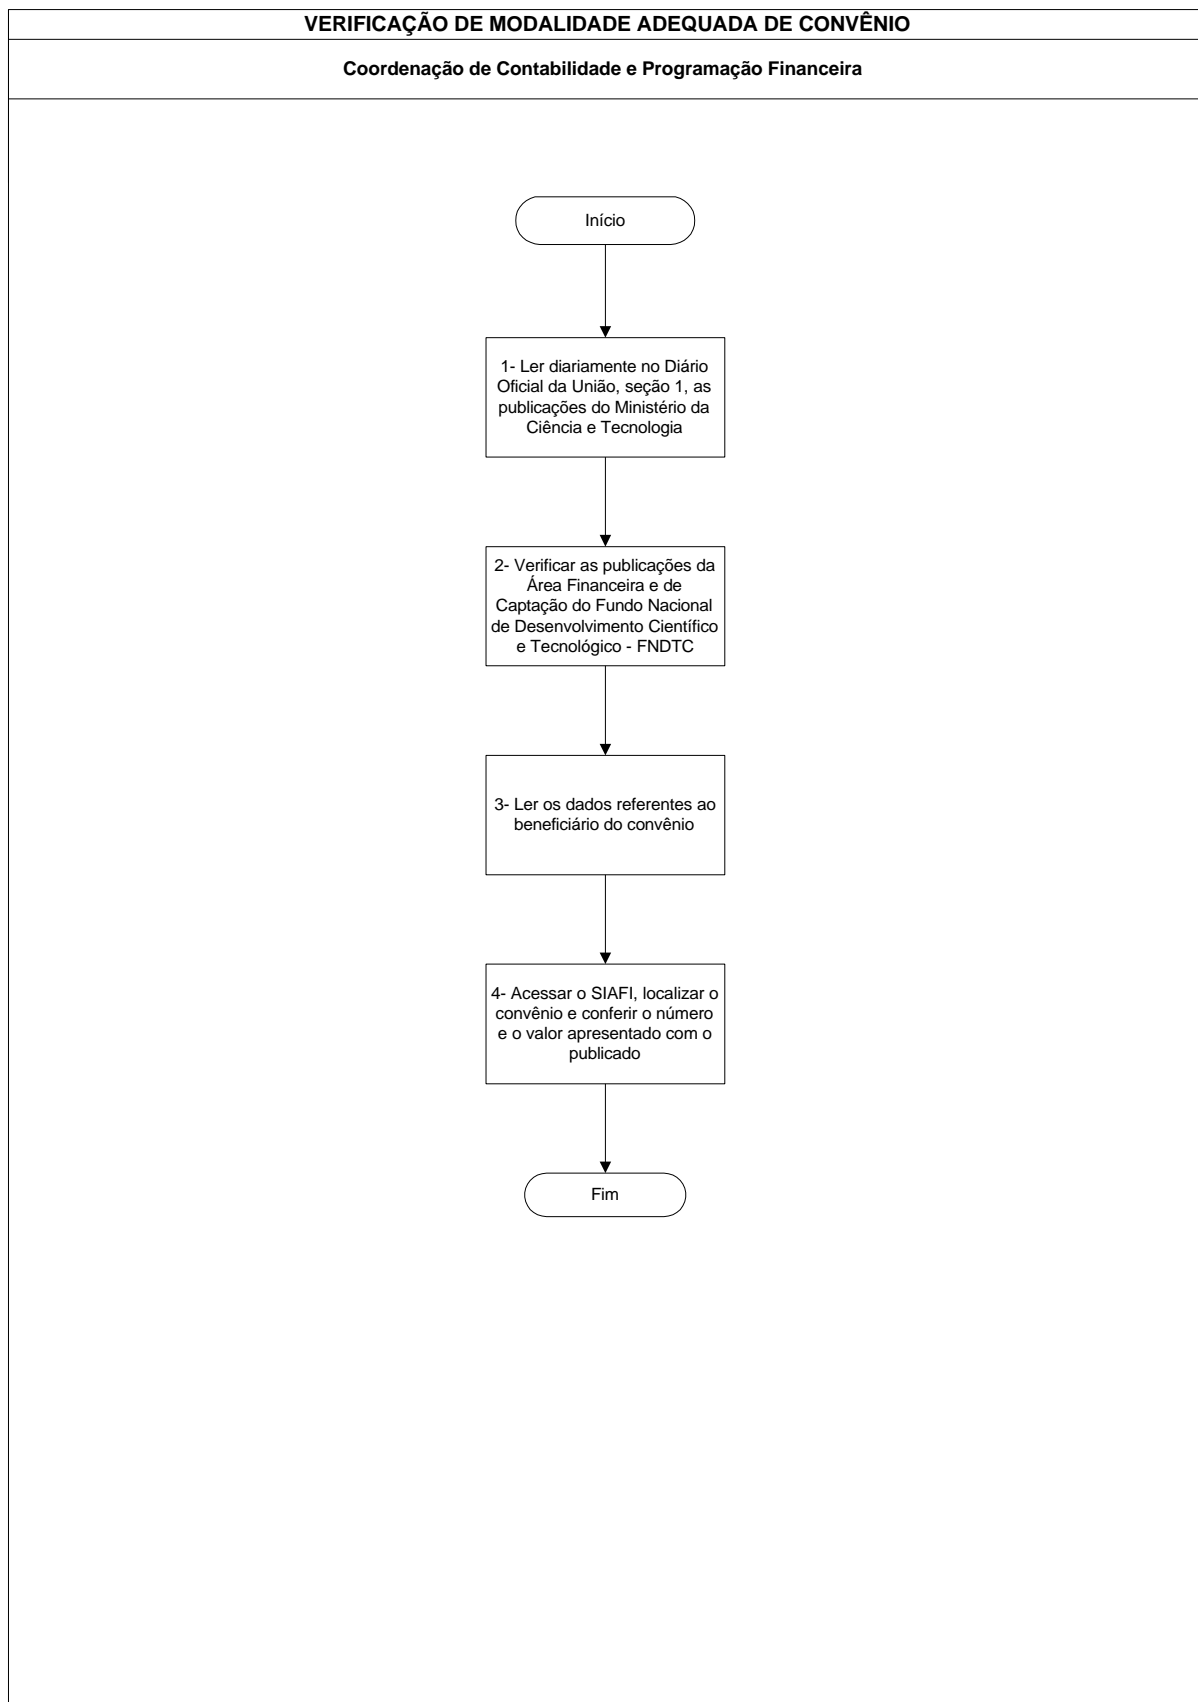 VERIFICAÇÃO DE MODALIDADE ADEQUADA DE CONVÊNIO
Coordenação de Contabilidade e Programação Financeira
Início
1- Ler diariamente no Diário
Oficial da União, seção 1, as
publicações do Ministério da
Ciência e Tecnologia
2- Verificar as publicações da
Área Financeira e de
Captação do Fundo Nacional
de Desenvolvimento Científico
e Tecnológico - FNDTC
3- Ler os dados referentes ao
beneficiário do convênio
4- Acessar o SIAFI, localizar o
convênio e conferir o número
e o valor apresentado com o
publicado
Fim